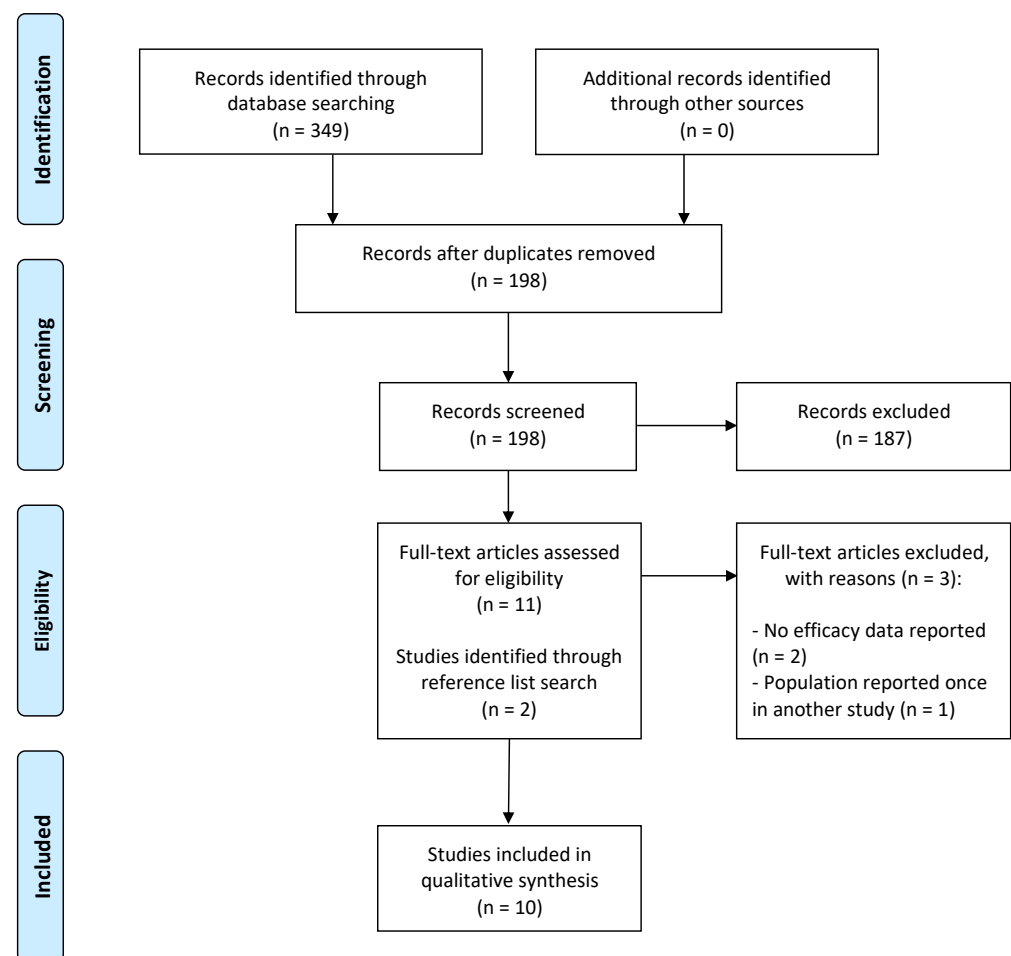 Identification
Records identified through
database searching
(n = 349)
Additional records identified
through other sources
(n = 0)
Records after duplicates removed
(n = 198)
Screening
Records screened
(n = 198)
Records excluded
(n = 187)
Eligibility
Full-text articles assessed
for eligibility
(n = 11)
Studies identified through
reference list search
(n = 2)
Full-text articles excluded,
with reasons (n = 3):
- No efficacy data reported
(n = 2)
- Population reported once
in another study (n = 1)
Included
Studies included in
qualitative synthesis
(n = 10)